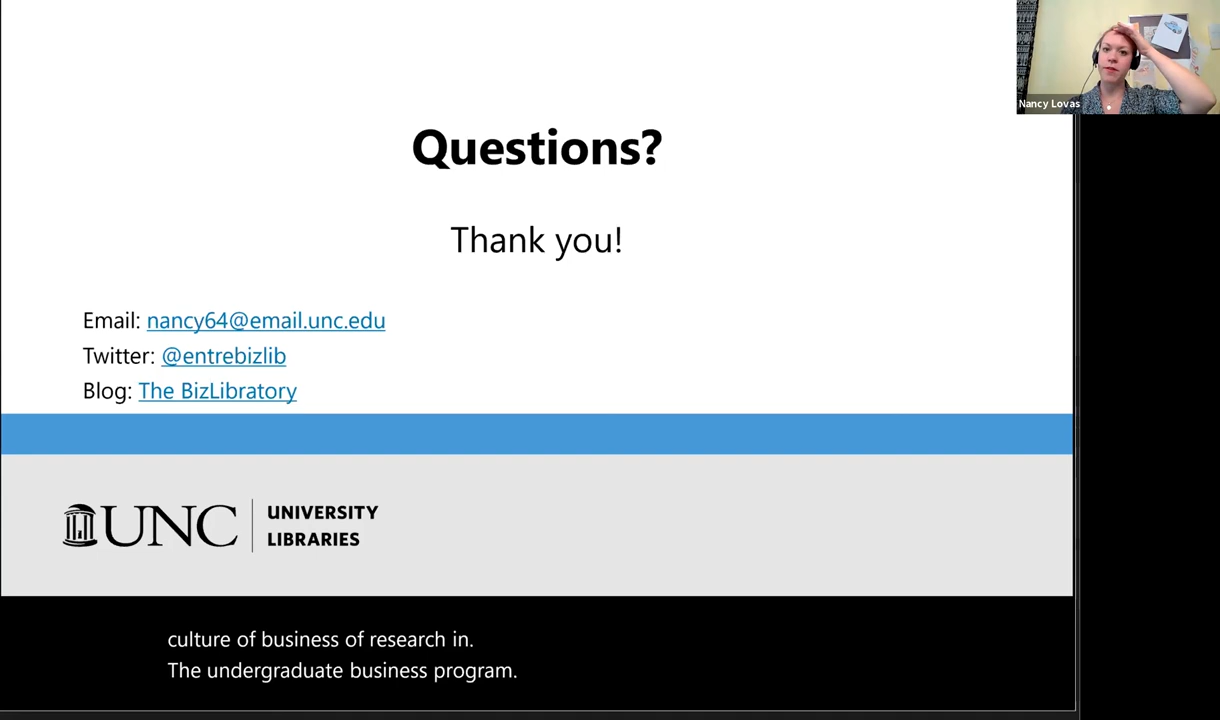 Questions?
Thank you!
Email: nancy64@email.unc.edu
Twitter: @entrebizlib
Blog: The BizLibratory
UNC UNIVERSITY
LIBRARIES
culture of business of research in.
The undergraduate business program.
Nancy Lovas